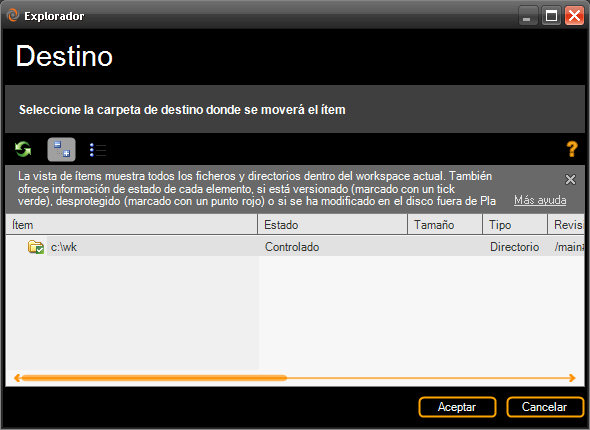 Explorador
Destino
Seleccione la carpeta de destino donde se moverá el ítem
?
La vista de ítems muestra todos los ficheros y directorios dentro del workspace actual. También
ofrece información de estado de cada elemento, si está versionado (marcado con un tick
verde), desprotegido (marcado con un punto rojo) o si se ha modificado en el disco fuera de Pla
Más ayuda
Ítem Estado Tamaño Tipo Revisi
c:\wk Controlado Directorio /main#
Aceptar Cancelar